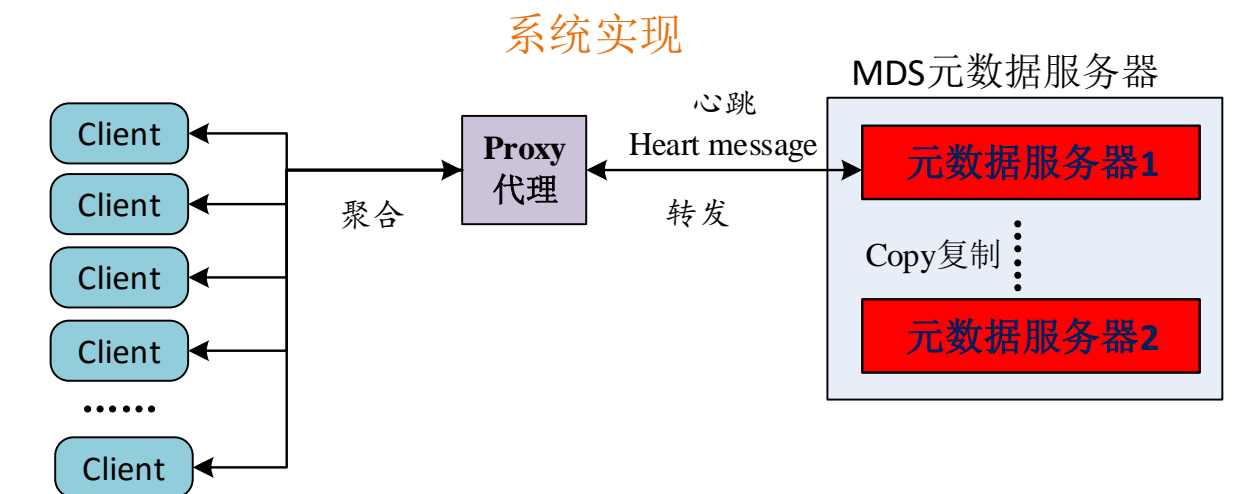 系统实现
MDS元数据服务器
Client
Client
Client
Client
......
Client
聚合
Proxy
代理
心跳
Heart message
转发
元数据服务器1
Copy复制
元数据服务器2